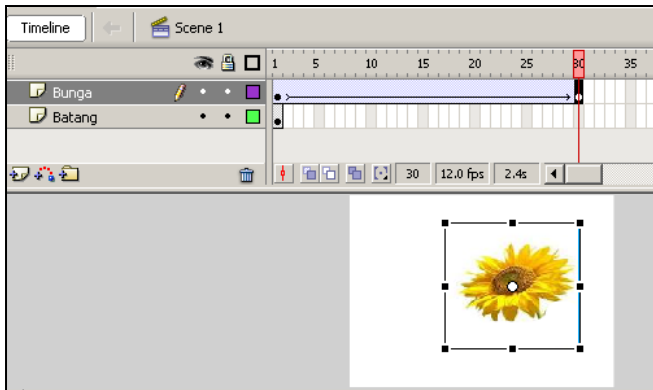 Timeline Scene 1
1 5 10 15 20 25 30 35
Bunga
Batang
30 12.0 fps 2.4s